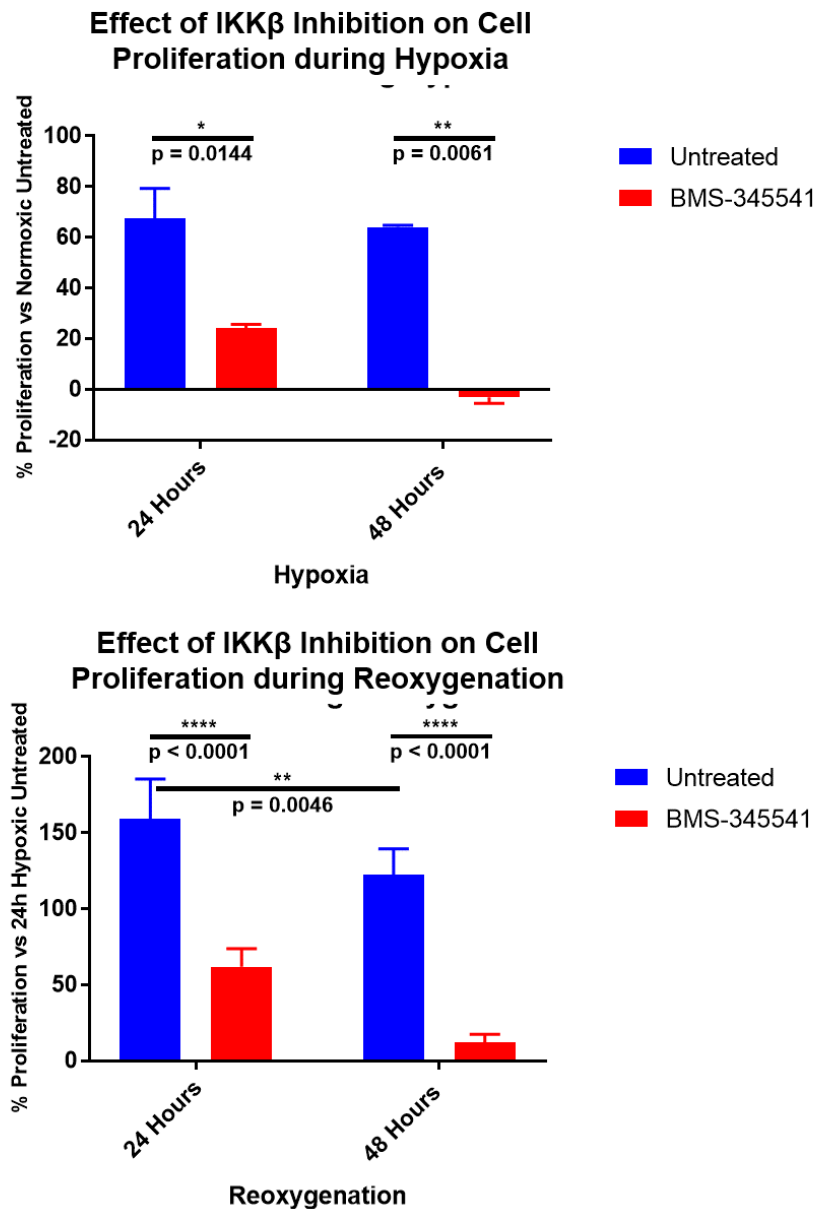 Effect of IKKβ Inhibition on Cell
Proliferation during Hypoxia
% Proliferation vs Normoxic Untreated
100
80
60
40
20
0
-20
*
p = 0.0144
**
p = 0.0061
Untreated
BMS-345541
24 Hours
48 Hours
Hypoxia
Effect of IKKβ Inhibition on Cell
Proliferation during Reoxygenation
% Proliferation vs 24h Hypoxic Untreated
200
150
100
50
0
****
p < 0.0001
****
p < 0.0001
**
p = 0.0046
Untreated
BMS-345541
24 Hours
48 Hours
Reoxygenation